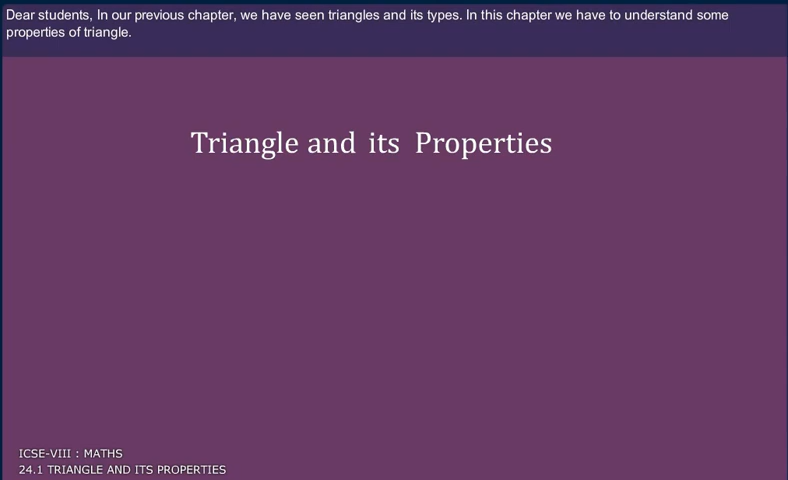 Dear students, In our previous chapter, we have seen triangles and its types. In this chapter we have to understand some
properties of triangle.
Triangle and its Properties
ICSE-VIII : MATHS
24.1 TRIANGLE AND ITS PROPERTIES